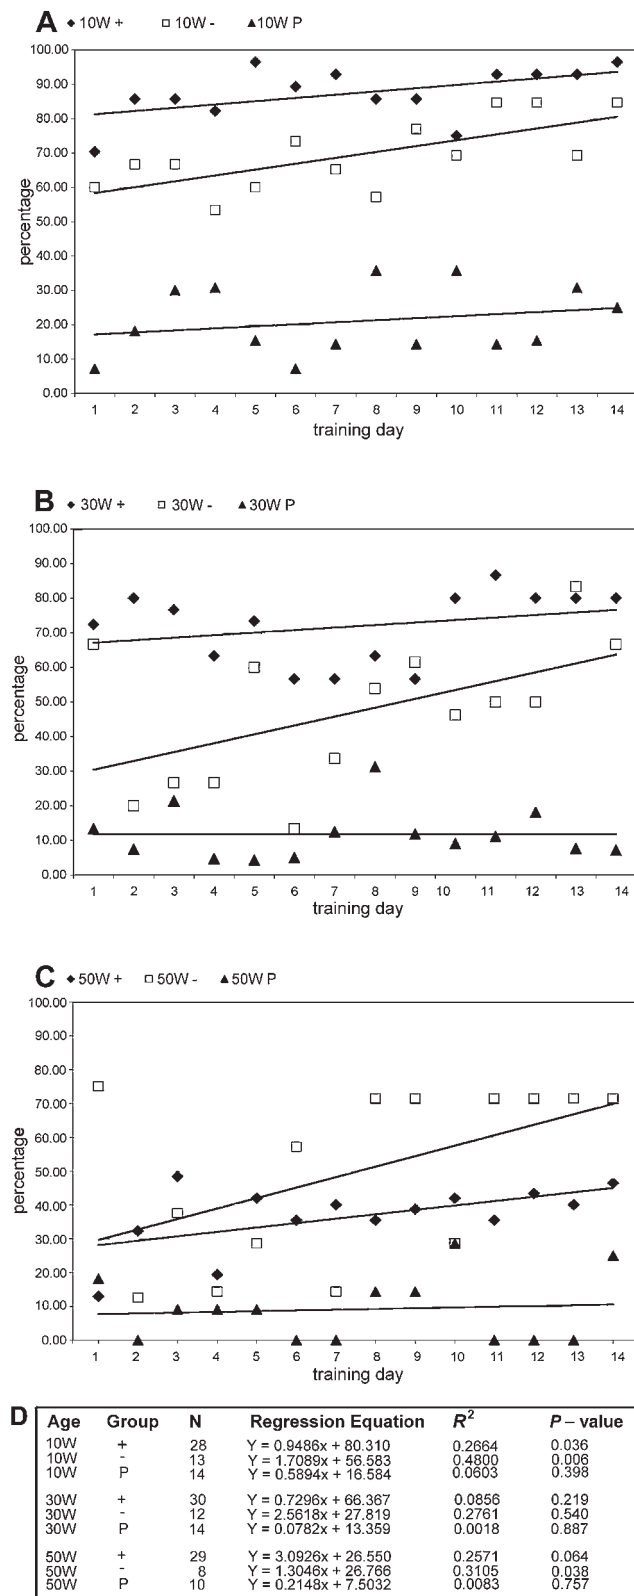 A ◆ 10W + □ 10W - ▲ 10W P
100.00
90.00
80.00
70.00
60.00
50.00
40.00
30.00
20.00
10.00
0.00
percentage
1 2 3 4 5 6 7 8 9 10 11 12 13 14
training day
B ◆ 30W + □ 30W - ▲ 30W P
100.00
90.00
80.00
70.00
60.00
50.00
40.00
30.00
20.00
10.00
0.00
percentage
1 2 3 4 5 6 7 8 9 10 11 12 13 14
training day
C ◆ 50W + □ 50W - ▲ 50W P
100.00
90.00
80.00
70.00
60.00
50.00
40.00
30.00
20.00
10.00
0.00
percentage
1 2 3 4 5 6 7 8 9 10 11 12 13 14
training day
D Age Group N Regression Equation R² P – value
10W + 28 Y = 0.9486x + 80.310 0.2664 0.036
10W - 13 Y = 1.7089x + 56.583 0.4800 0.006
10W P 14 Y = 0.5894x + 16.584 0.0603 0.398
30W + 30 Y = 0.7296x + 66.367 0.0856 0.219
30W - 12 Y = 2.5618x + 27.819 0.2761 0.540
30W P 14 Y = 0.0782x + 13.359 0.0018 0.887
50W + 29 Y = 3.0926x + 26.550 0.2571 0.064
50W - 8 Y = 1.3046x + 26.766 0.3105 0.038
50W P 10 Y = 0.2148x + 7.5032 0.0083 0.757